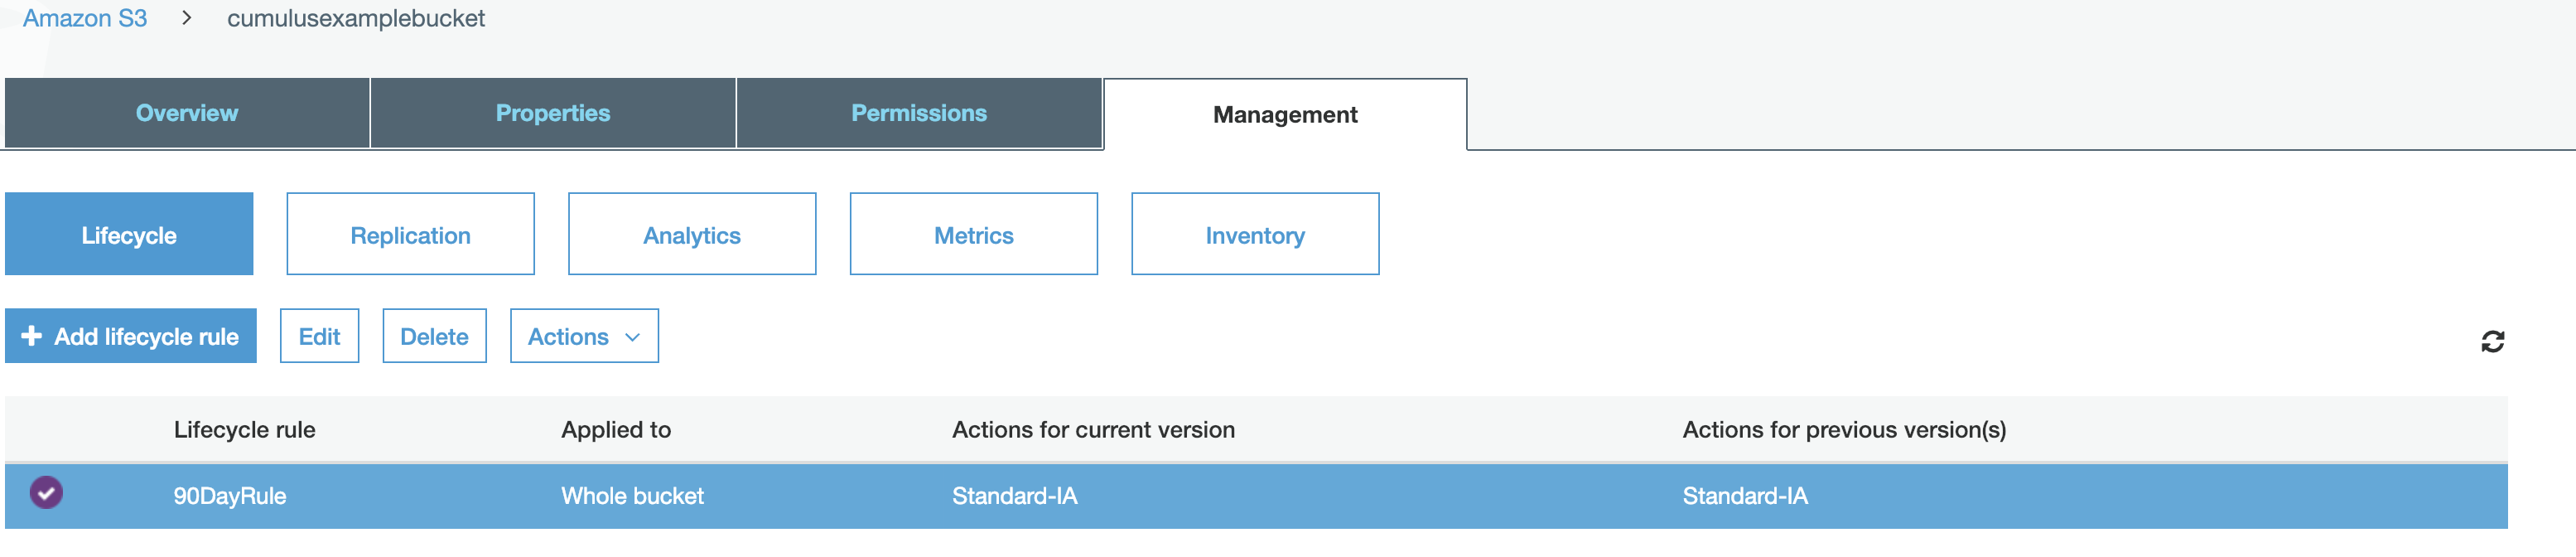 Amazon S3 > cumulusexamplebucket
Overview Properties Permissions Management
Lifecycle Replication Analytics Metrics Inventory
+ Add lifecycle rule Edit Delete Actions
Lifecycle rule Applied to Actions for current version Actions for previous version(s)
90DayRule Whole bucket Standard-IA Standard-IA